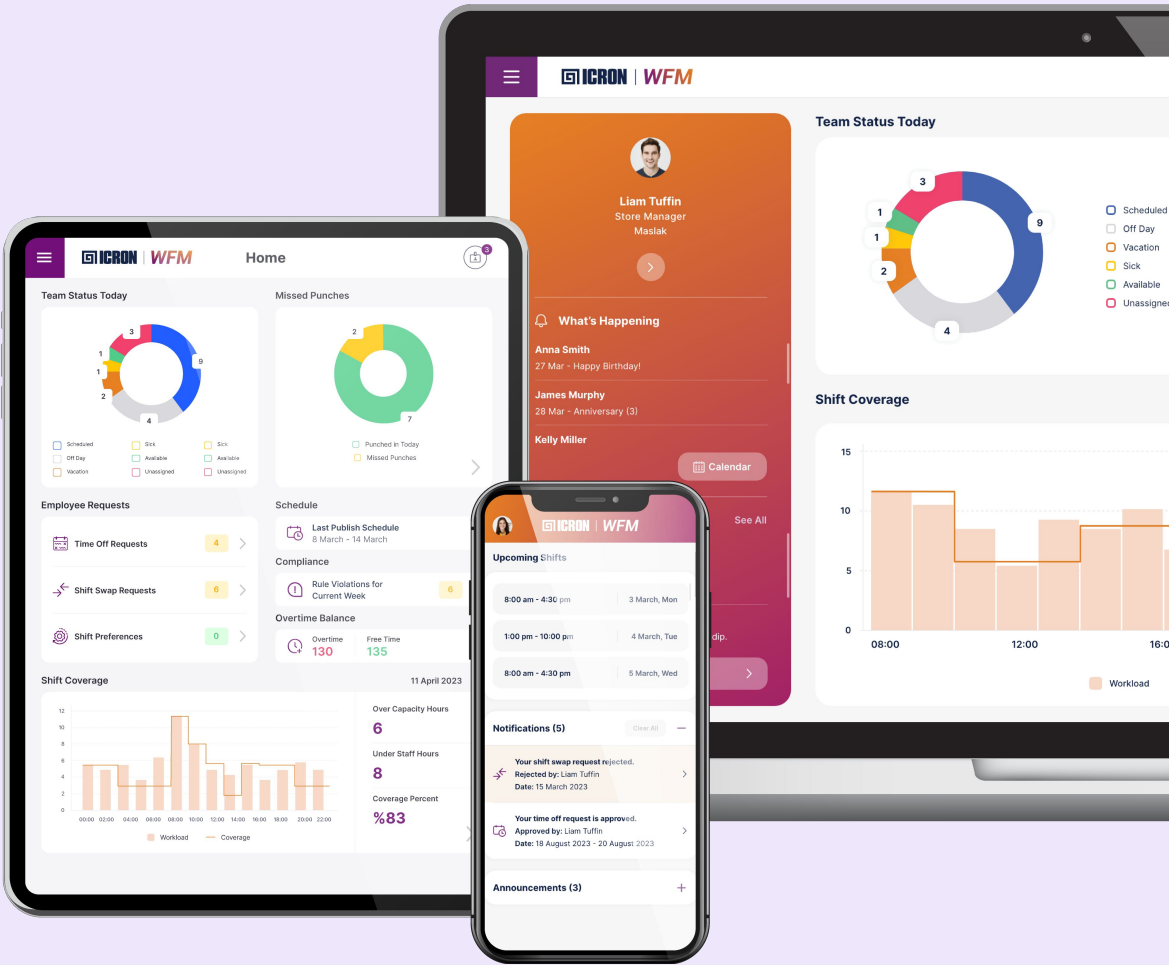 ICRON | WFM
Liam Tuffin
Store Manager
Maslak
What's Happening
Anna Smith
27 Mar - Happy Birthday!
James Murphy
28 Mar - Anniversary (3)
Kelly Miller
Calendar
See All
dip.
Team Status Today
3
1
1
2
4
9
Scheduled
Off Day
Vacation
Sick
Available
Unassigned
Shift Coverage
15
10
5
0
08:00
12:00
16:0
Workload
ICRON | WFM
Home
3
Team Status Today
3
1
1
2
4
9
Scheduled
Sick
Sick
Off Day
Available
Available
Vacation
Unassigned
Unassigned
Missed Punches
2
7
Punched in Today
Missed Punches
Employee Requests
Time Off Requests
4
Shift Swap Requests
6
Shift Preferences
0
Schedule
Last Publish Schedule
8 March - 14 March
Compliance
Rule Violations for
Current Week
6
Overtime Balance
Overtime
Free Time
130
135
Shift Coverage
11 April 2023
12
10
8
6
4
2
0
00:00 02:00 04:00 06:00 08:00 10:00 12:00 14:00 16:00 18:00 20:00 22:00
Workload
Coverage
Over Capacity Hours
6
Under Staff Hours
8
Coverage Percent
%83
ICRON | WFM
Upcoming Shifts
8:00 am - 4:30 pm
3 March, Mon
1:00 pm - 10:00 pm
4 March, Tue
8:00 am - 4:30 pm
5 March, Wed
Notifications (5)
Clear All
Your shift swap request rejected.
Rejected by: Liam Tuffin
Date: 15 March 2023
Your time off request is approved.
Approved by: Liam Tuffin
Date: 18 August 2023 - 20 August 2023
Announcements (3)